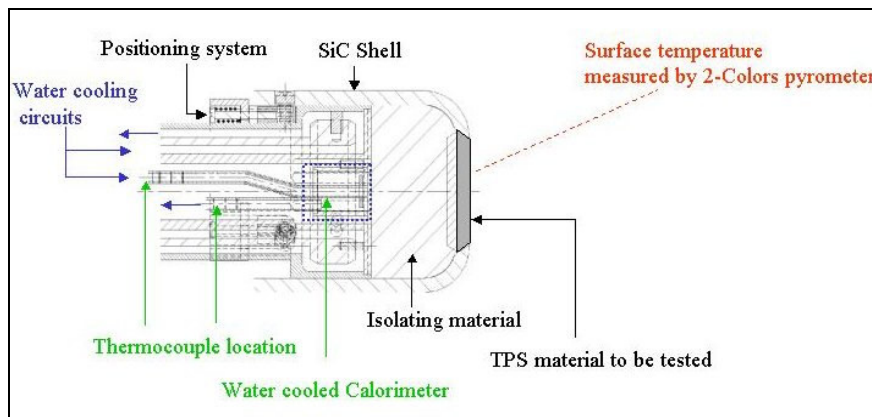 Positioning system
SiC Shell
Surface temperature
measured by 2-Colors pyrometer
Water cooling
circuits
Isolating material
Thermocouple location
TPS material to be tested
Water cooled Calorimeter